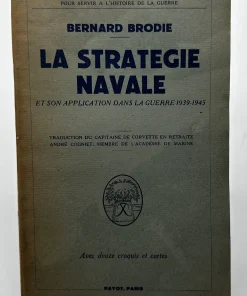 POUR SERVIR A L'HISTOIRE DE LA GUERRE
BERNARD BRODIE
LA STRATEGIE
NAVALE
ET SON APPLICATION DANS LA GUERRE 1939-1945
TRADUCTION DU CAPITAINE DE CORVETTE EN RETRAITE
ANDRÉ COGNIET, MEMBRE DE L'ACADÉMIE DE MARINE
Avec douze croquis et cartes
PAYOT, PARIS